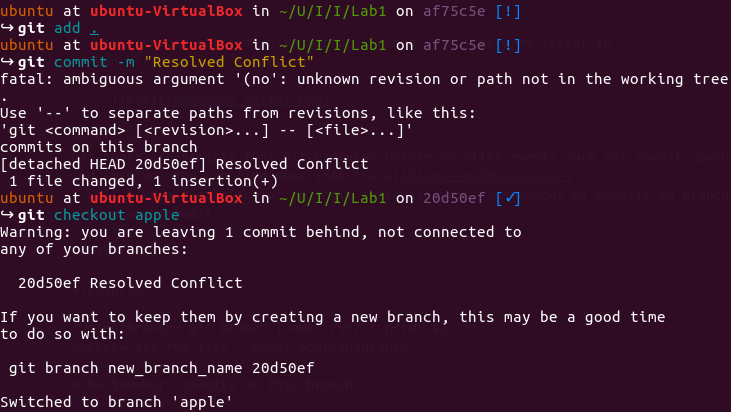 ubuntu at ubuntu-VirtualBox in ~/U/I/I/Lab1 on af75c5e [!]
↪ git add .
ubuntu at ubuntu-VirtualBox in ~/U/I/I/Lab1 on af75c5e [!]
↪ git commit -m "Resolved Conflict"
fatal: ambiguous argument '(no': unknown revision or path not in the working tree
.
Use '--' to separate paths from revisions, like this:
'git <command> [<revision>...] -- [<file>...]'
commits on this branch
[detached HEAD 20d50ef] Resolved Conflict
 1 file changed, 1 insertion(+)
ubuntu at ubuntu-VirtualBox in ~/U/I/I/Lab1 on 20d50ef [✓]
↪ git checkout apple
Warning: you are leaving 1 commit behind, not connected to
any of your branches:

  20d50ef Resolved Conflict

If you want to keep them by creating a new branch, this may be a good time
to do so with:

 git branch new_branch_name 20d50ef

Switched to branch 'apple'